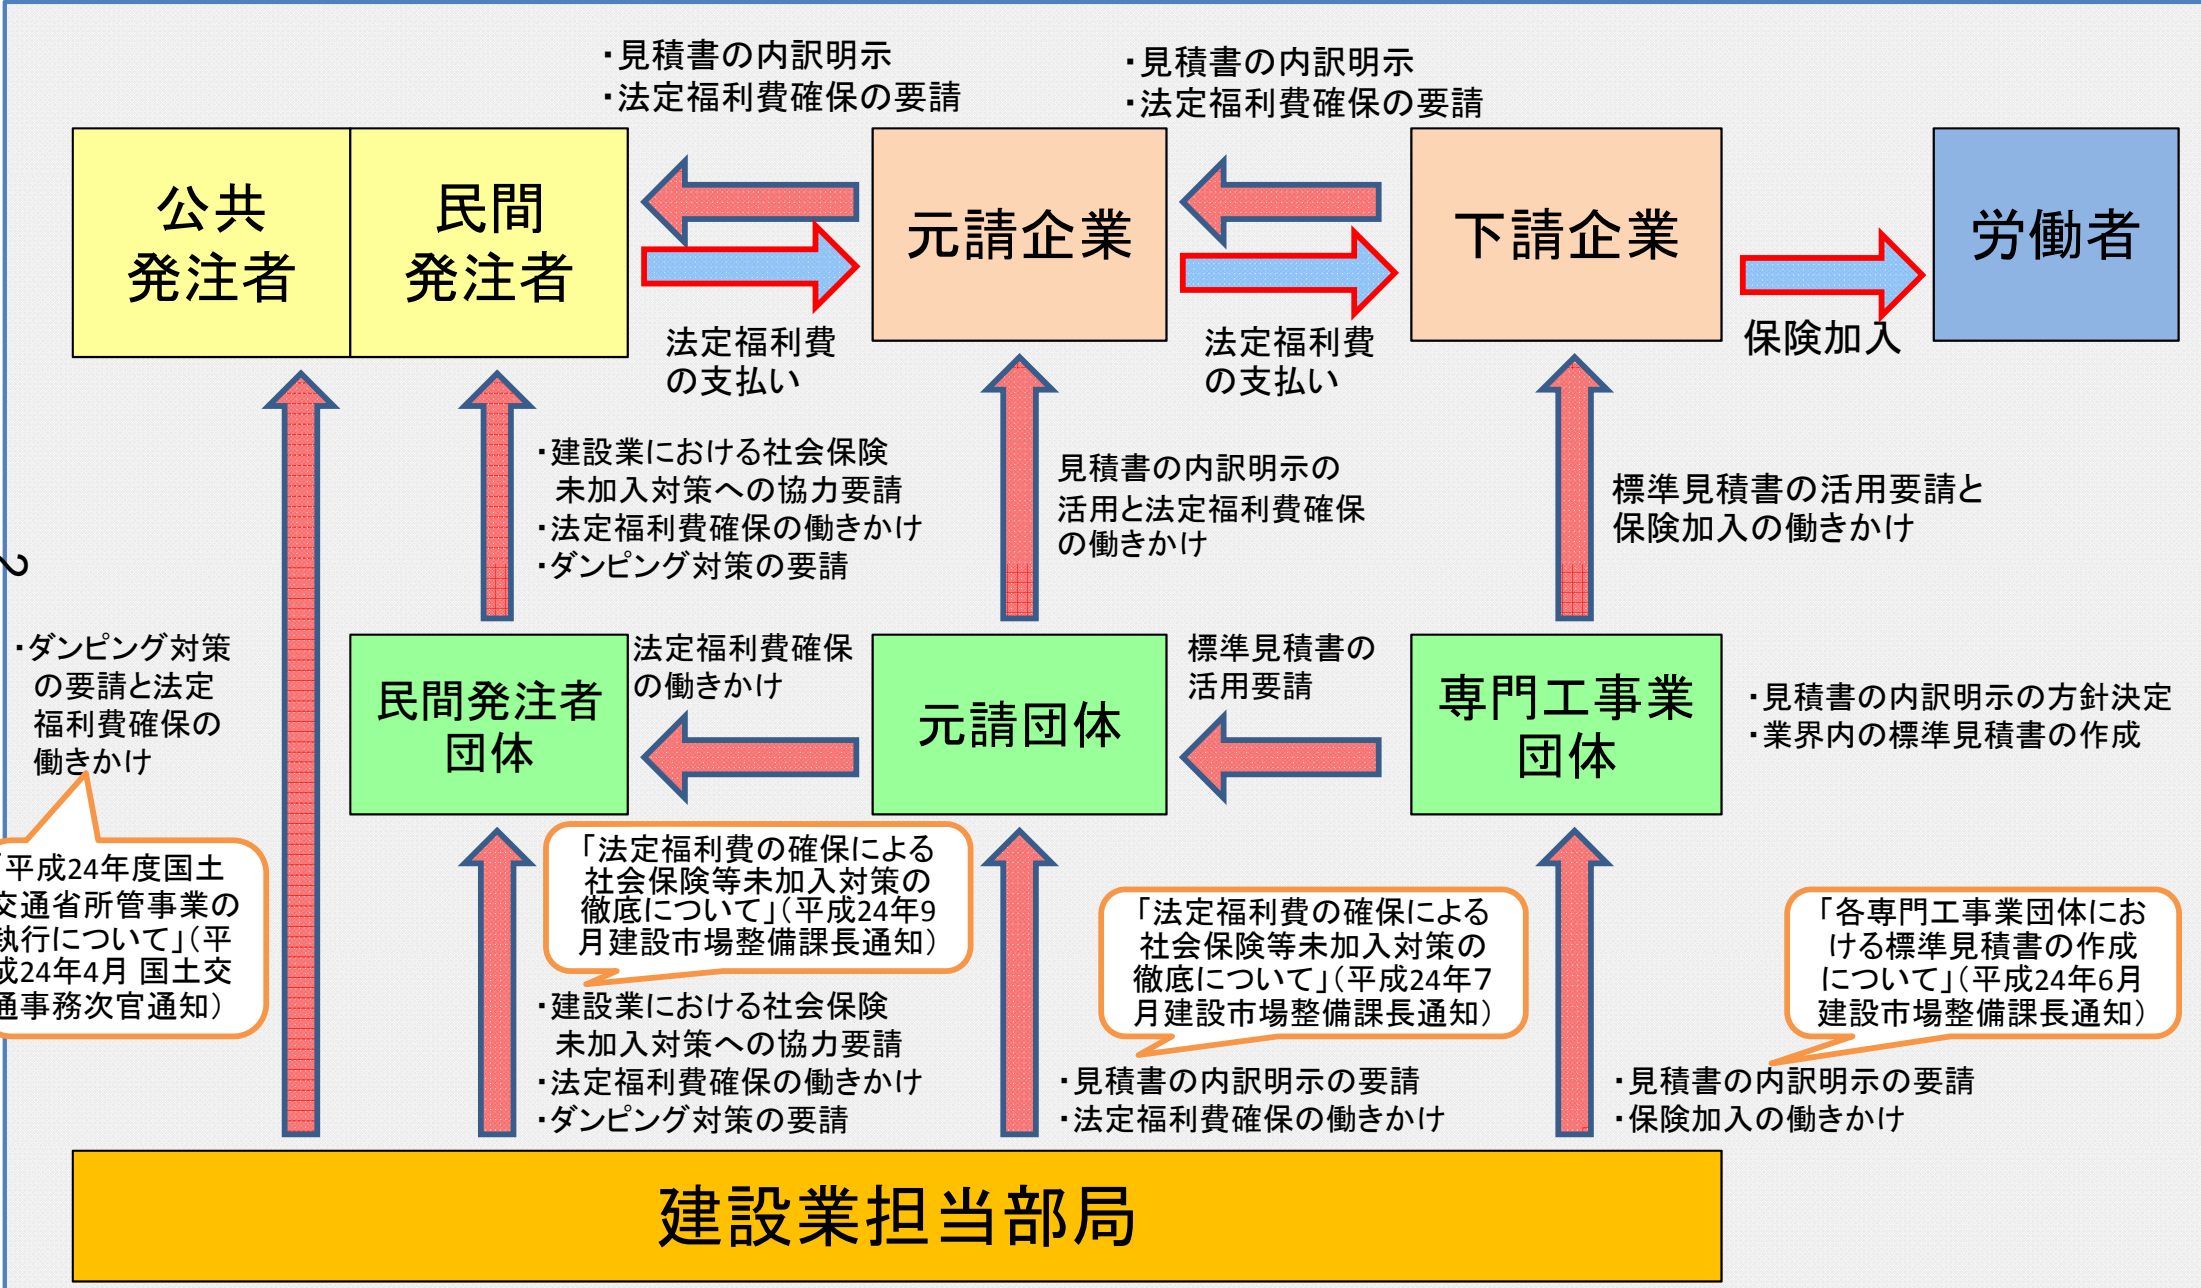 ・見積書の内訳明示
・法定福利費確保の要請
・見積書の内訳明示
・法定福利費確保の要請
公共
発注者
民間
発注者
元請企業
下請企業
労働者
法定福利費
の支払い
法定福利費
の支払い
保険加入
・建設業における社会保険
未加入対策への協力要請
・法定福利費確保の働きかけ
・ダンピング対策の要請
見積書の内訳明示の
活用と法定福利費確保
の働きかけ
標準見積書の活用要請と
保険加入の働きかけ
2
・ダンピング対策
の要請と法定
福利費確保の
働きかけ
民間発注者
団体
法定福利費確保
の働きかけ
元請団体
標準見積書の
活用要請
専門工事業
団体
・見積書の内訳明示の方針決定
・業界内の標準見積書の作成
「平成24年度国土
交通省所管事業の
執行について」(平
成24年4月 国土交
通事務次官通知)
「法定福利費の確保による
社会保険等未加入対策の
徹底について」(平成24年9
月建設市場整備課長通知)
「法定福利費の確保による
社会保険等未加入対策の
徹底について」(平成24年7
月建設市場整備課長通知)
「各専門工事業団体にお
ける標準見積書の作成
について」(平成24年6月
建設市場整備課長通知)
・建設業における社会保険
未加入対策への協力要請
・法定福利費確保の働きかけ
・ダンピング対策の要請
・見積書の内訳明示の要請
・法定福利費確保の働きかけ
・見積書の内訳明示の要請
・保険加入の働きかけ
建設業担当部局